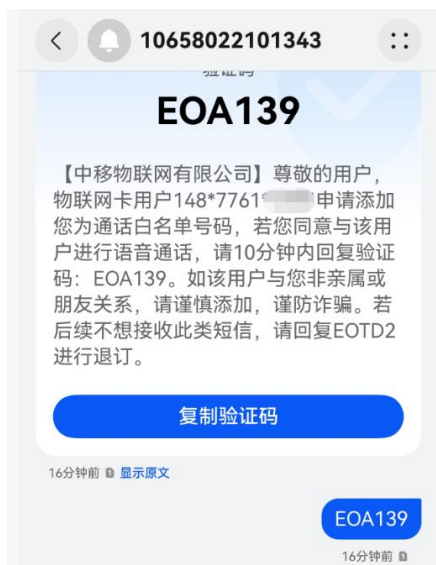 10658022101343
验证码
EOA139
【中移物联网有限公司】尊敬的用户，
物联网卡用户148*7761* 申请添加
您为通话白名单号码，若您同意与该用
户进行语音通话，请10分钟内回复验证
码：EOA139。如该用户与您非亲属或
朋友关系，请谨慎添加，谨防诈骗。若
后续不想接收此类短信，请回复EOTD2
进行退订。
复制验证码
16分钟前 显示原文
EOA139
16分钟前